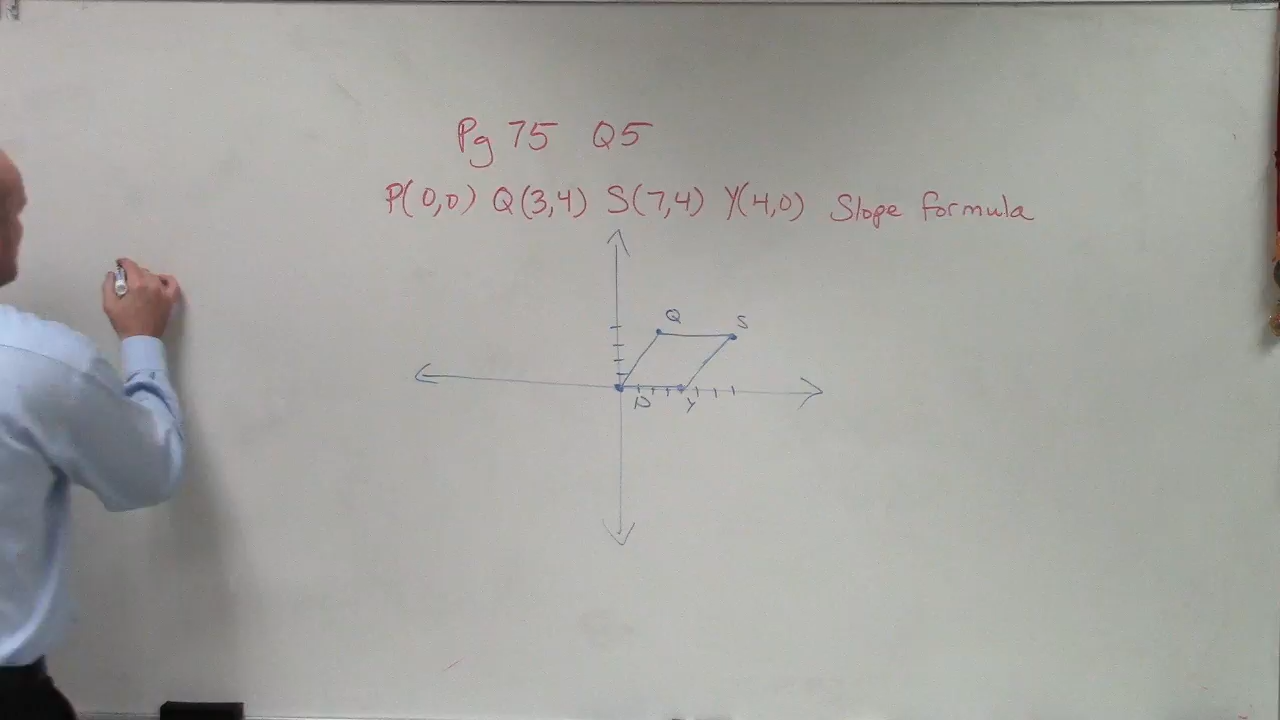 Pg 75 Q5
P(0,0) Q(3,4) S(7,4) Y(4,0) Slope formula
Q S
P Y